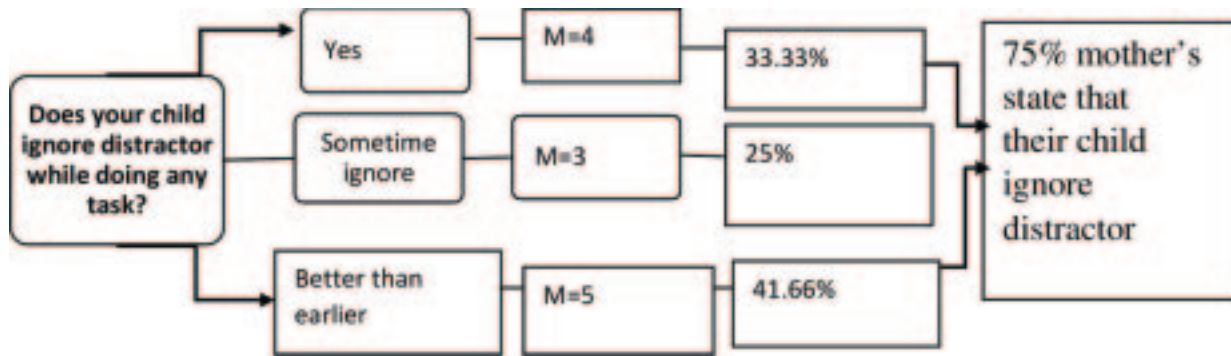 Does your child
ignore distractor
while doing any
task?
Yes
M=4
33.33%
Sometime
ignore
M=3
25%
Better than
earlier
M=5
41.66%
75% mother's
state that
their child
ignore
distractor